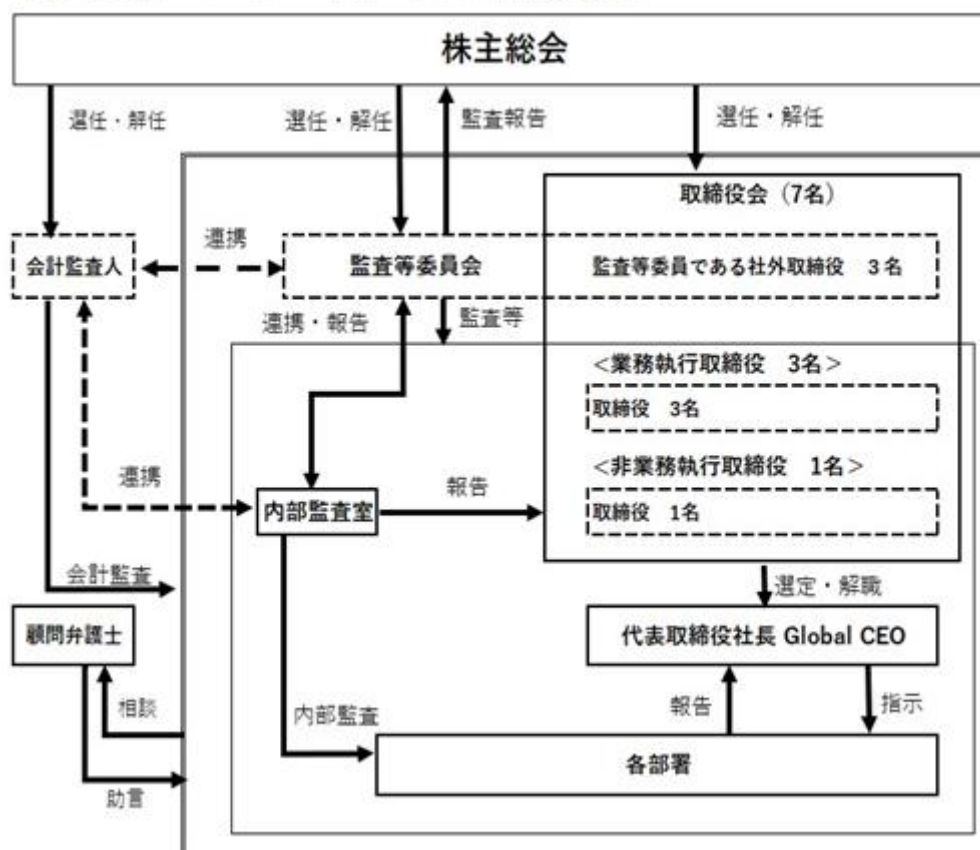 株主総会
選任・解任
選任・解任
監査報告
選任・解任
取締役会（7名）
会計監査人
連携
監査等委員会
監査等委員である社外取締役　3名
連携・報告
監査等
<業務執行取締役　3名>
取締役　3名
<非業務執行取締役　1名>
取締役　1名
連携
内部監査室
報告
会計監査
選定・解職
顧問弁護士
代表取締役社長 Global CEO
相談
内部監査
報告
指示
各部署
助言